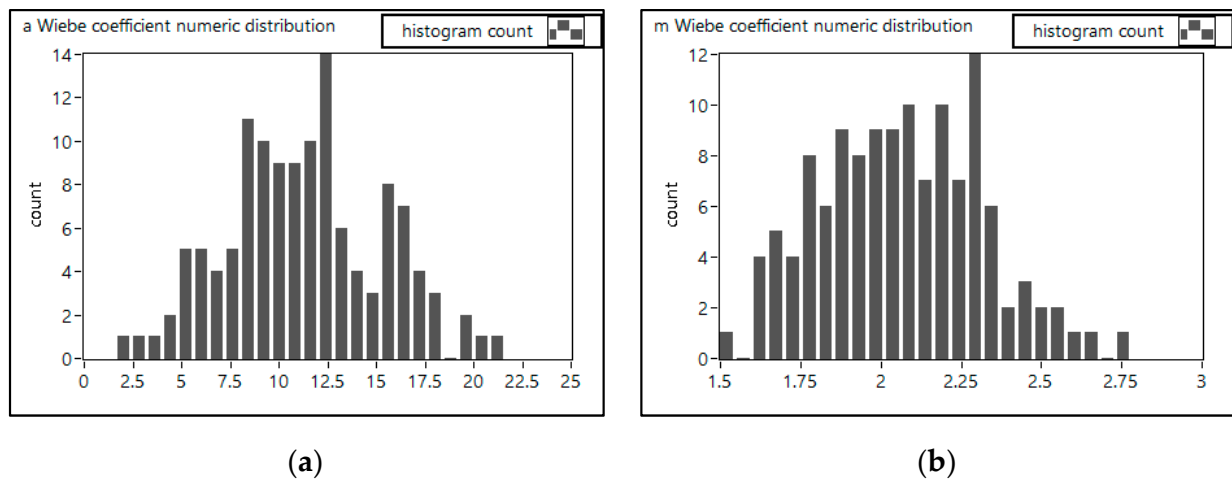 a Wiebe coefficient numeric distribution
histogram count
14
12
10
8
6
4
2
0
count
0 2.5 5 7.5 10 12.5 15 17.5 20 22.5 25
(a)
m Wiebe coefficient numeric distribution
histogram count
12
10
8
6
4
2
0
count
1.5 1.75 2 2.25 2.5 2.75 3
(b)